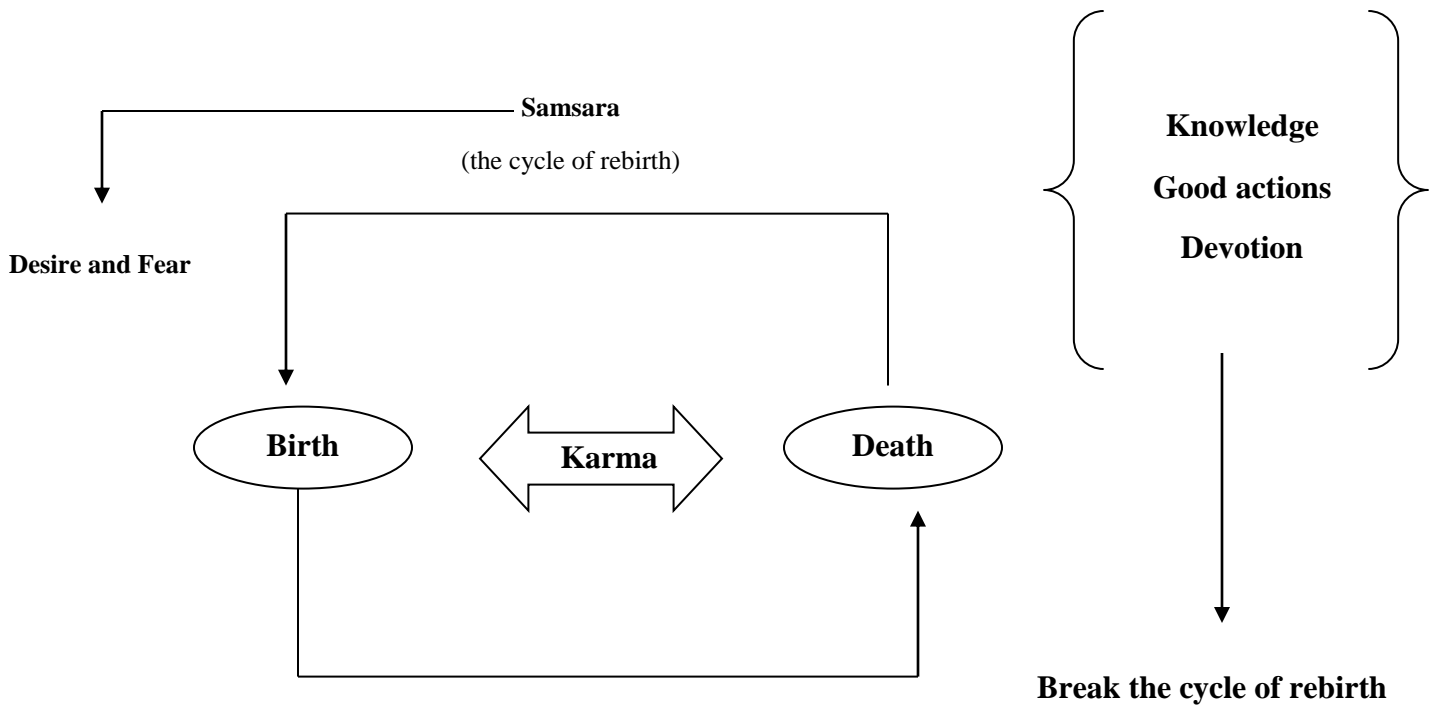 Samsara
(the cycle of rebirth)
Desire and Fear
Birth
Karma
Death
Knowledge
Good actions
Devotion
Break the cycle of rebirth